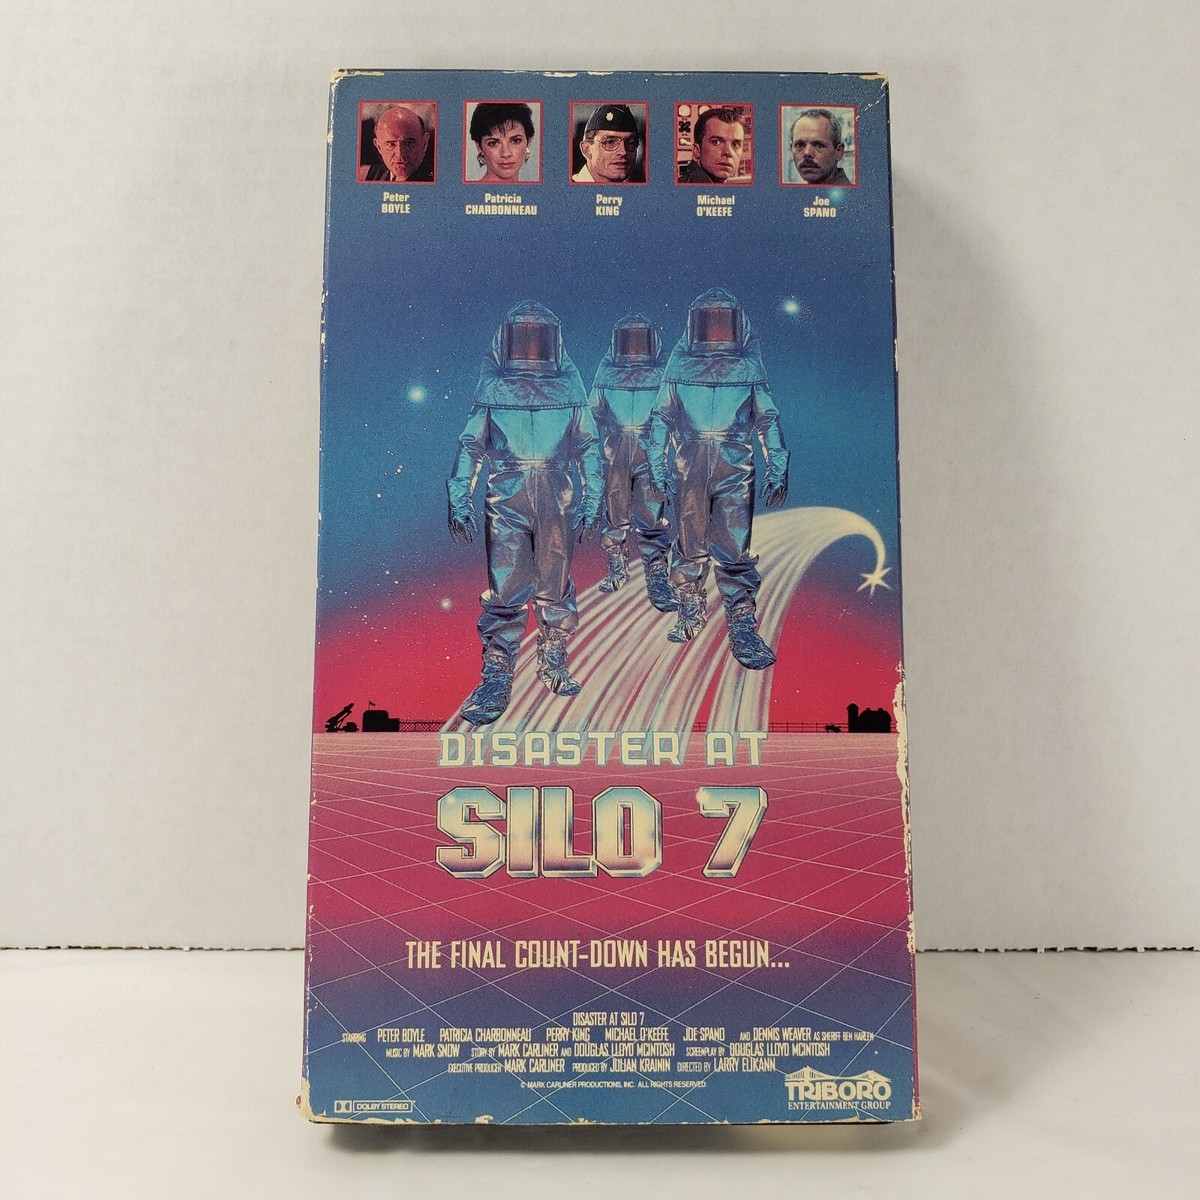 Peter
BOYLE
Patricia
CHARBONNEAU
Perry
KING
Michael
O'KEEFE
Joe
SPANO
DISASTER AT
SILO 7
THE FINAL COUNT-DOWN HAS BEGUN...
DISASTER AT SILO 7
STARRING PETER BOYLE PATRICIA CHARBONNEAU PERRY KING MICHAEL O'KEEFE JOE SPANO AND DENNIS WEAVER AS SHERIFF BEN HARLEN
MUSIC BY MARK SNOW STORY BY MARK CARLINER AND DOUGLAS LLOYD MCINTOSH SCREENPLAY BY DOUGLAS LLOYD MCINTOSH
EXECUTIVE PRODUCER MARK CARLINER PRODUCED BY JULIAN KRAININ DIRECTED BY LARRY ELIKANN
© MARK CARLINER PRODUCTIONS, INC. ALL RIGHTS RESERVED.
DOLBY STEREO
TRIBORO
ENTERTAINMENT GROUP